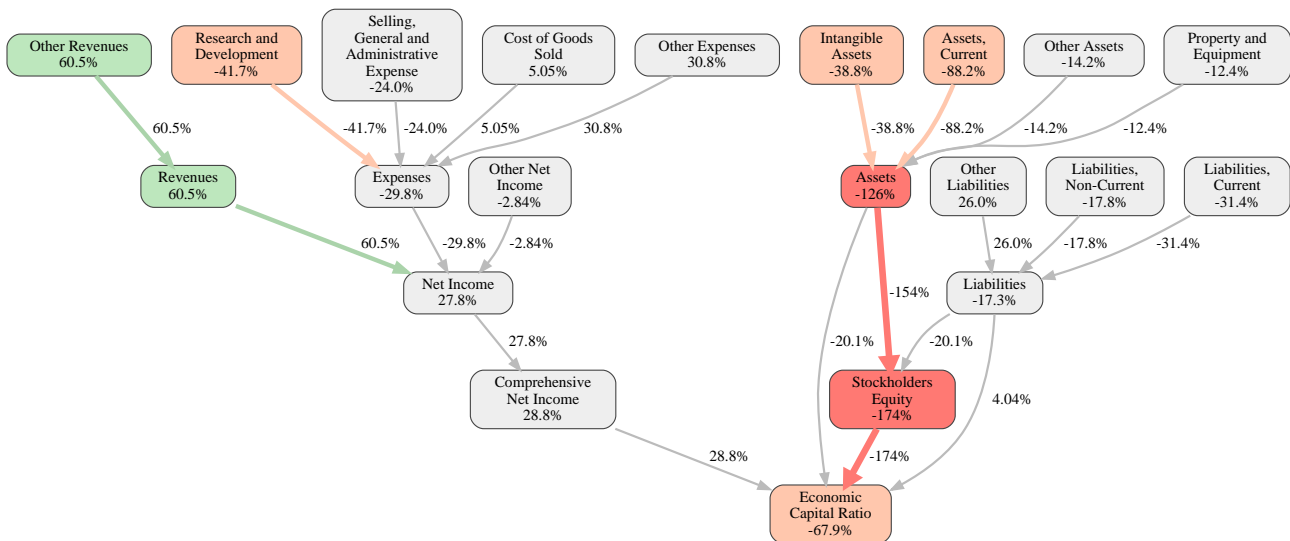 Other Revenues
60.5%
Research and
Development
-41.7%
Selling,
General and
Administrative
Expense
-24.0%
Cost of Goods
Sold
5.05%
Other Expenses
30.8%
Intangible
Assets
-38.8%
Assets,
Current
-88.2%
Other Assets
-14.2%
Property and
Equipment
-12.4%
60.5%
-41.7%
-24.0%
5.05%
30.8%
-38.8%
-88.2%
-14.2%
-12.4%
Revenues
60.5%
Expenses
-29.8%
Other Net
Income
-2.84%
Assets
-126%
Other
Liabilities
26.0%
Liabilities,
Non-Current
-17.8%
Liabilities,
Current
-31.4%
60.5%
-29.8%
-2.84%
26.0%
-17.8%
-31.4%
Net Income
27.8%
-154%
Liabilities
-17.3%
27.8%
-20.1%
-20.1%
Comprehensive
Net Income
28.8%
Stockholders
Equity
-174%
4.04%
28.8%
-174%
Economic
Capital Ratio
-67.9%